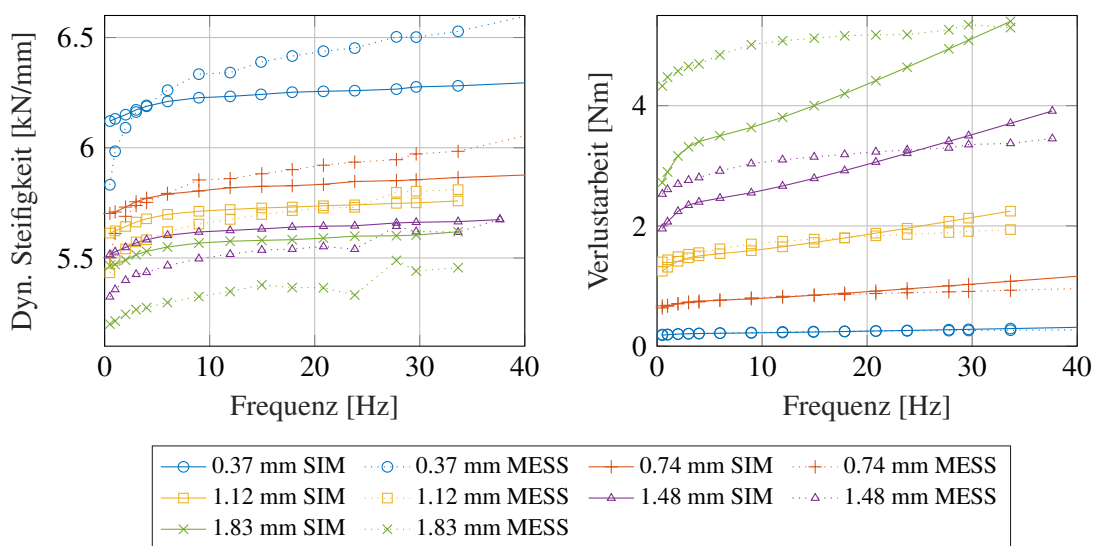 6.5
6
5.5
0 10 20 30 40
Dyn. Steifigkeit [kN/mm]
Frequenz [Hz]
4
2
0
0 10 20 30 40
Verlustarbeit [Nm]
Frequenz [Hz]
0.37 mm SIM 0.37 mm MESS 0.74 mm SIM 0.74 mm MESS
1.12 mm SIM 1.12 mm MESS 1.48 mm SIM 1.48 mm MESS
1.83 mm SIM 1.83 mm MESS